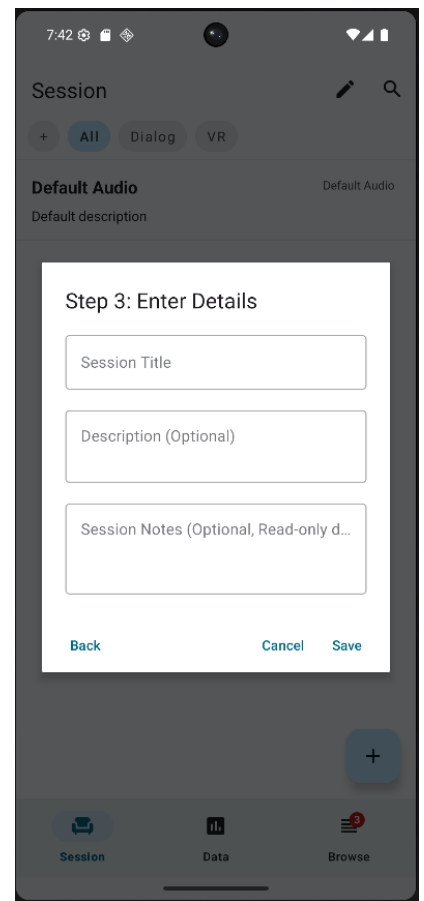 7:42
Session
+ All Dialog VR
Default Audio Default Audio
Default description
Step 3: Enter Details
Session Title
Description (Optional)
Session Notes (Optional, Read-only d...
Back Cancel Save
+
3
Session Data Browse